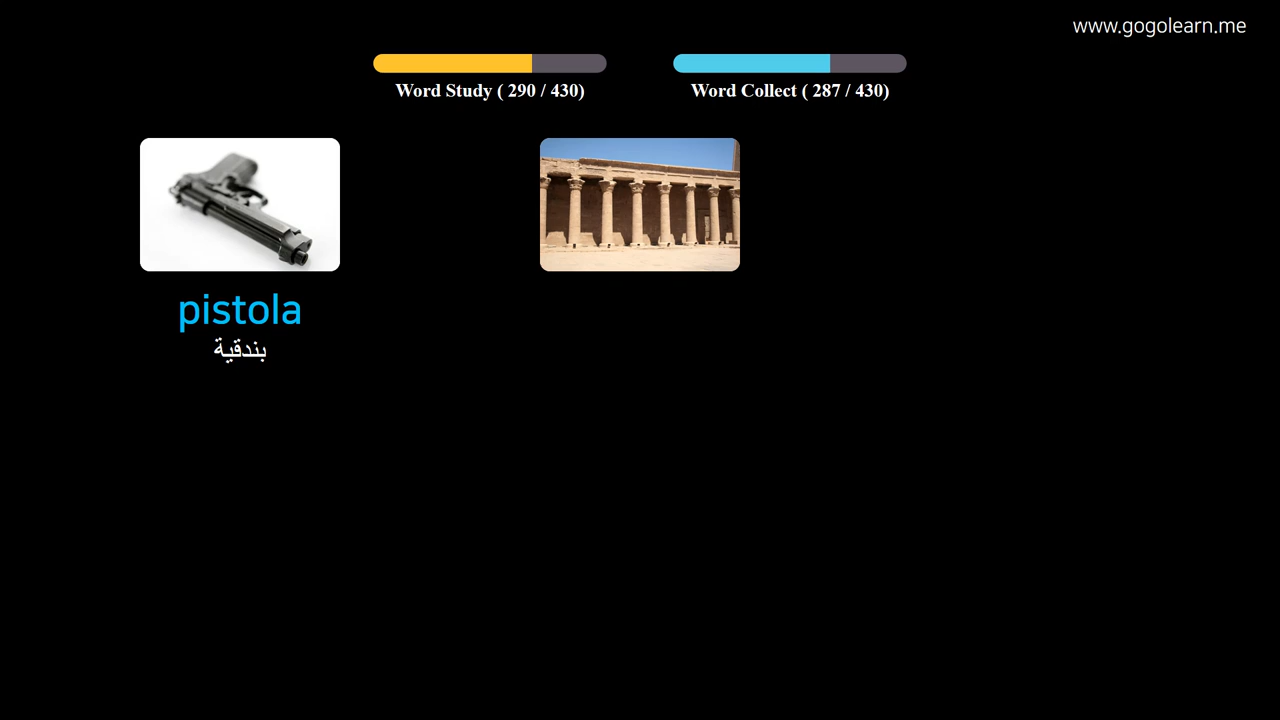 www.gogolearn.me
Word Study ( 290 / 430)
Word Collect ( 287 / 430)
pistola
بندقية